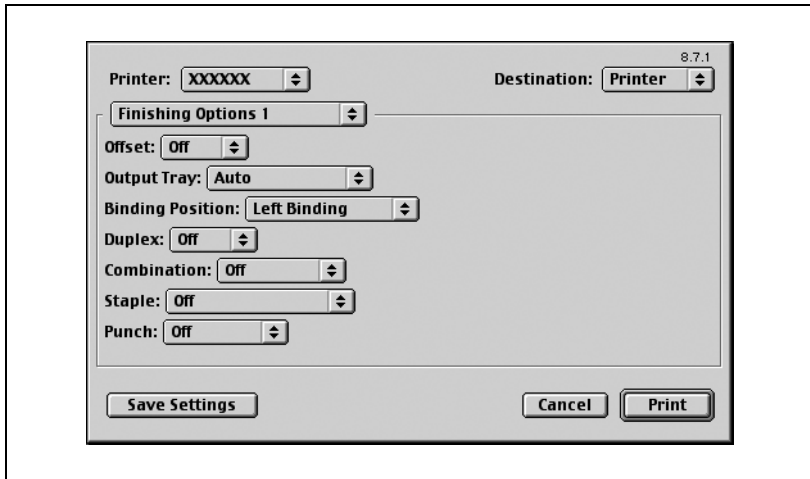 8.7.1
Printer: XXXXXX
Destination: Printer
Finishing Options 1
Offset: Off
Output Tray: Auto
Binding Position: Left Binding
Duplex: Off
Combination: Off
Staple: Off
Punch: Off
Save Settings
Cancel
Print